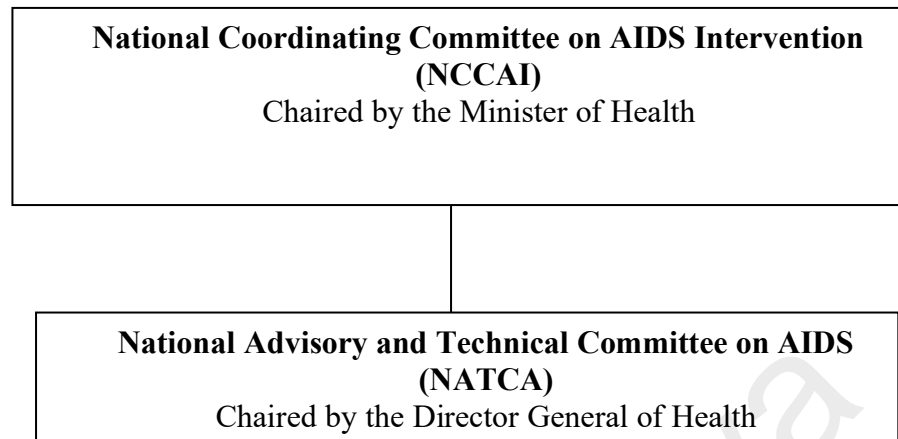 National Coordinating Committee on AIDS Intervention
(NCCAI)
Chaired by the Minister of Health
National Advisory and Technical Committee on AIDS
(NATCA)
Chaired by the Director General of Health